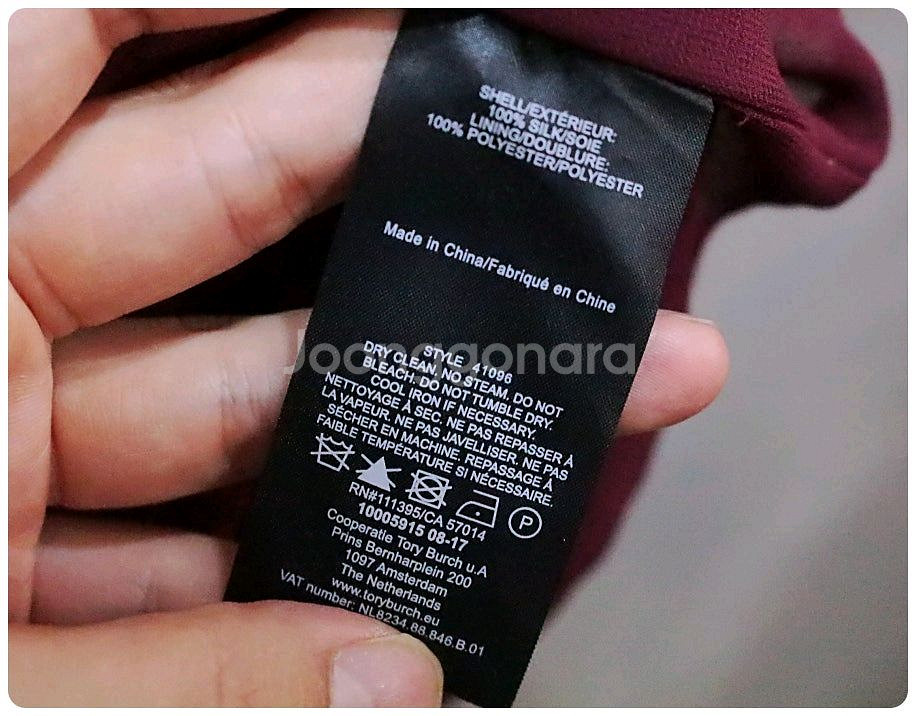 SHELL/EXTÉRIEUR:
100% SILK/SOIE
LINING/DOUBLURE:
100% POLYESTER/POLYESTER
Made in China/Fabriqué en Chine
Joonggonara
STYLE 41096
DRY CLEAN. NO STEAM. DO NOT
BLEACH. DO NOT TUMBLE DRY.
COOL IRON IF NECESSARY.
NETTOYAGE À SEC. NE PAS REPASSER À
LA VAPEUR. NE PAS JAVELLISER. NE PAS
SÉCHER EN MACHINE. REPASSAGE À
FAIBLE TEMPÉRATURE SI NÉCESSAIRE.
P
RN#111395/CA 57014
10005915 08-17
Cooperatie Tory Burch u.A
Prins Bernharplein 200
1097 Amsterdam
The Netherlands
www.toryburch.eu
VAT number: NL8234.88.846.B.01